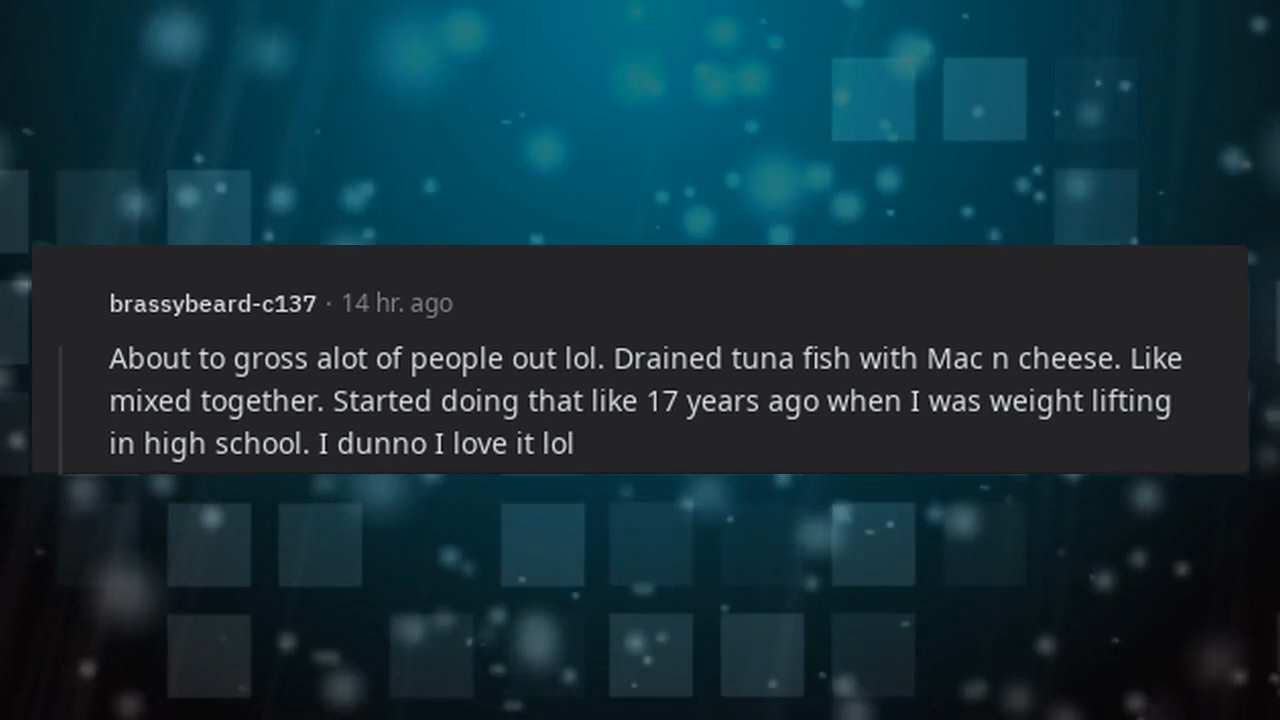 brassybeard-c137 · 14 hr. ago
About to gross alot of people out lol. Drained tuna fish with Mac n cheese. Like
mixed together. Started doing that like 17 years ago when I was weight lifting
in high school. I dunno I love it lol